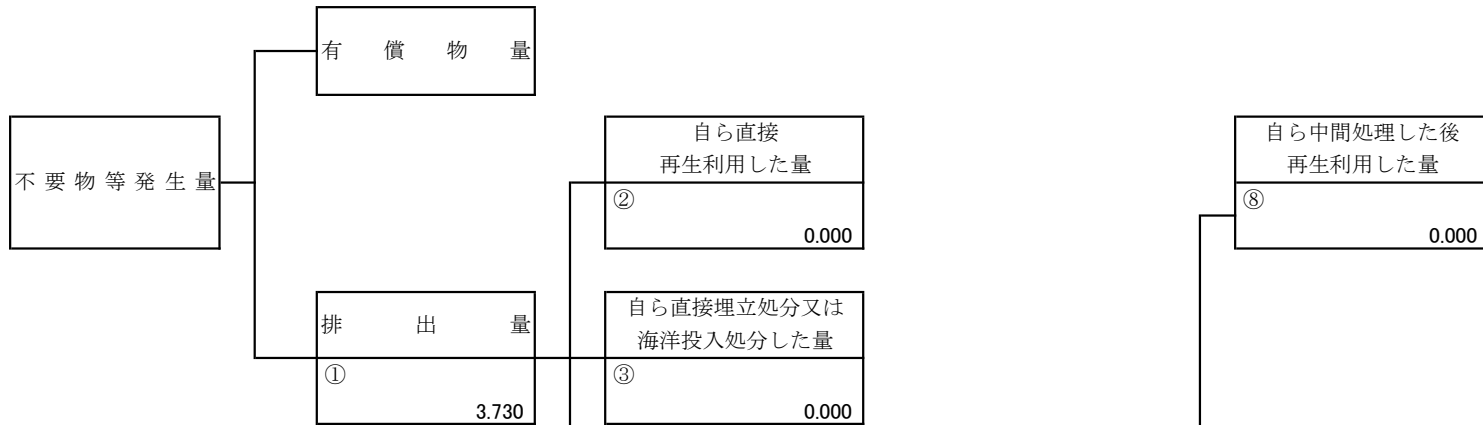 有償物量
不要物等発生量
自ら直接
再生利用した量
②
0.000
自ら中間処理した後
再生利用した量
⑧
0.000
排出量
①
3.730
自ら直接埋立処分又は
海洋投入処分した量
③
0.000